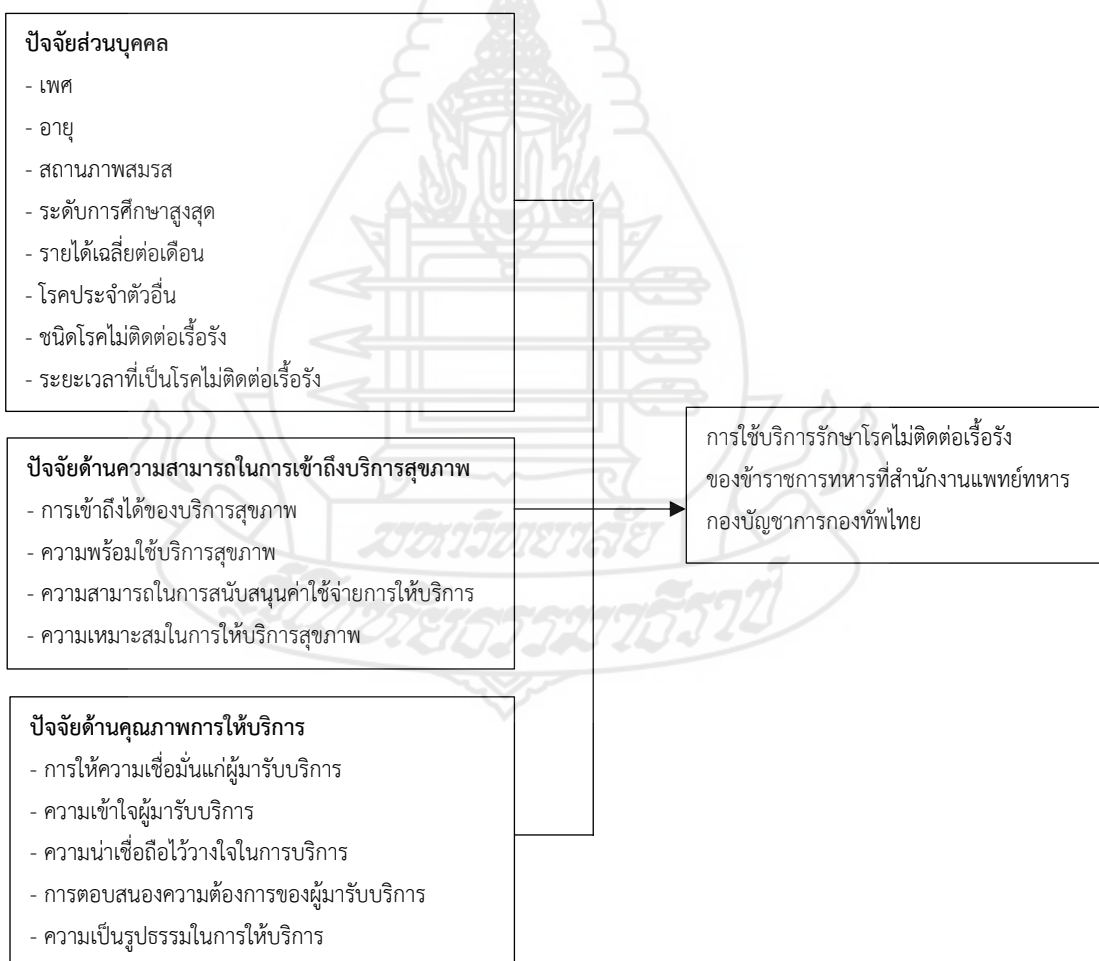 ปัจจัยส่วนบุคคล
- เพศ
- อายุ
- สถานภาพสมรส
- ระดับการศึกษาสูงสุด
- รายได้เฉลี่ยต่อเดือน
- โรคประจำตัวอื่น
- ชนิดโรคไม่ติดต่อเรื้อรัง
- ระยะเวลาที่เป็นโรคไม่ติดต่อเรื้อรัง
ปัจจัยด้านความสามารถในการเข้าถึงบริการสุขภาพ
- การเข้าถึงได้ของบริการสุขภาพ
- ความพร้อมใช้บริการสุขภาพ
- ความสามารถในการสนับสนุนค่าใช้จ่ายการให้บริการ
- ความเหมาะสมในการให้บริการสุขภาพ
ปัจจัยด้านคุณภาพการให้บริการ
- การให้ความเชื่อมั่นแก่ผู้มารับบริการ
- ความเข้าใจผู้มารับบริการ
- ความน่าเชื่อถือไว้วางใจในการบริการ
- การตอบสนองความต้องการของผู้มารับบริการ
- ความเป็นรูปธรรมในการให้บริการ
การใช้บริการรักษาโรคไม่ติดต่อเรื้อรัง
ของข้าราชการทหารที่สำนักงานแพทย์ทหาร
กองบัญชาการกองทัพไทย
มหาวิทยาลัย
สุโขทัยธรรมาธิราช